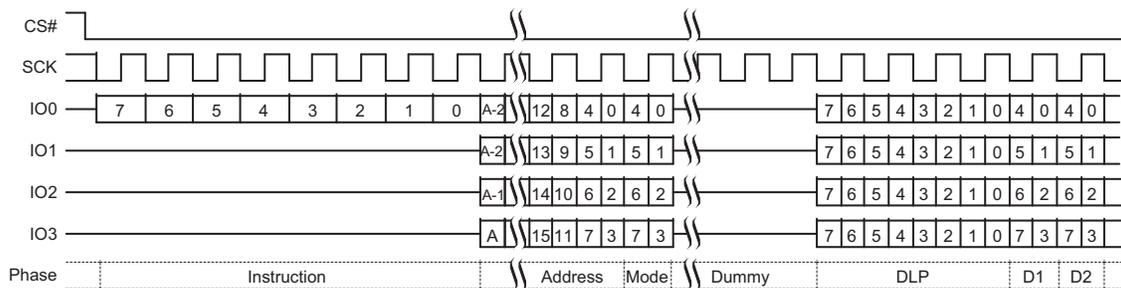 CS#
SCK
IO0 7 6 5 4 3 2 1 0 A-2 12 8 4 0 4 0 7 6 5 4 3 2 1 0 4 0 4 0
IO1 A-2 13 9 5 1 5 1 7 6 5 4 3 2 1 0 5 1 5 1
IO2 A-1 14 10 6 2 6 2 7 6 5 4 3 2 1 0 6 2 6 2
IO3 A 15 11 7 3 7 3 7 6 5 4 3 2 1 0 7 3 7 3
Phase Instruction Address Mode Dummy DLP D1 D2